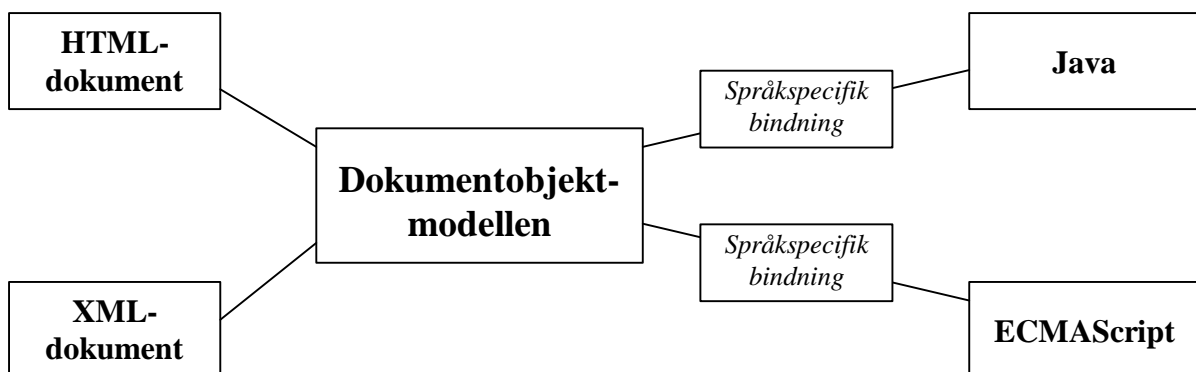 HTML-
dokument
Java
Språkspecifik
bindning
Dokumentobjekt-
modellen
Språkspecifik
bindning
XML-
dokument
ECMAScript